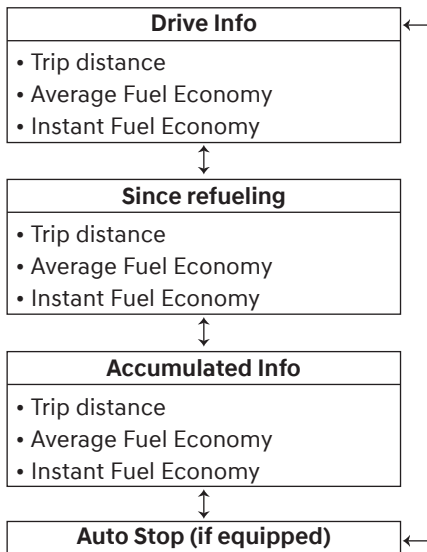 Drive Info
• Trip distance
• Average Fuel Economy
• Instant Fuel Economy
Since refueling
• Trip distance
• Average Fuel Economy
• Instant Fuel Economy
Accumulated Info
• Trip distance
• Average Fuel Economy
• Instant Fuel Economy
Auto Stop (if equipped)